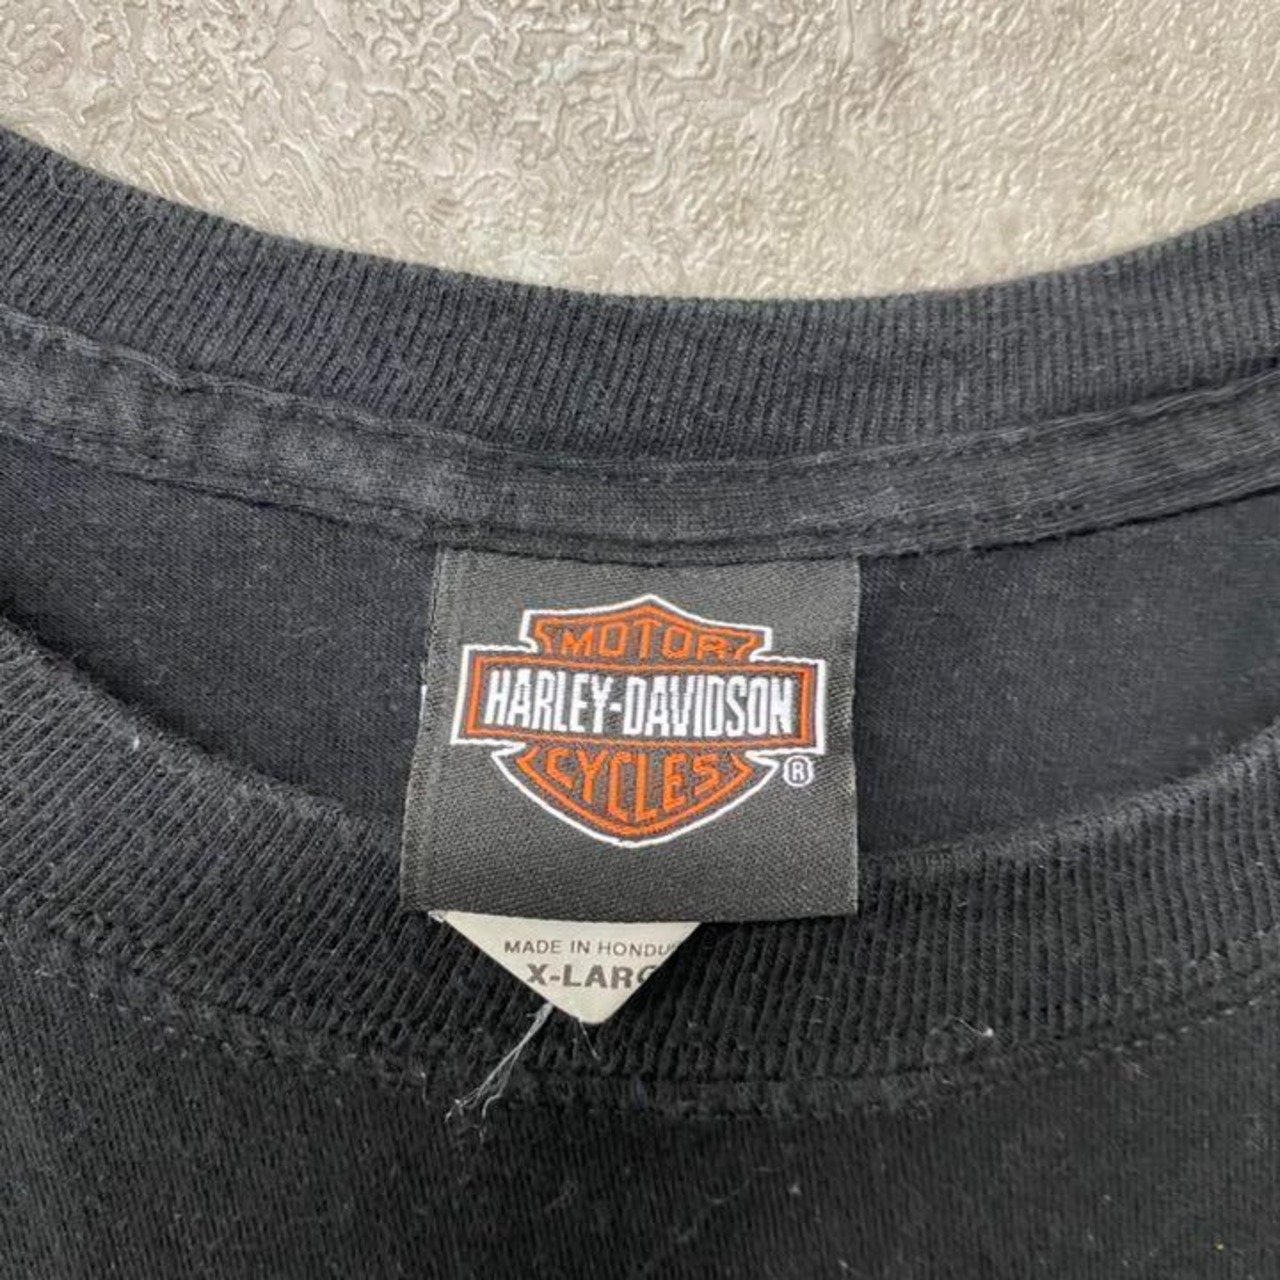 MOTOR
HARLEY-DAVIDSON
CYCLES
®
MADE IN HONDU
X-LARG